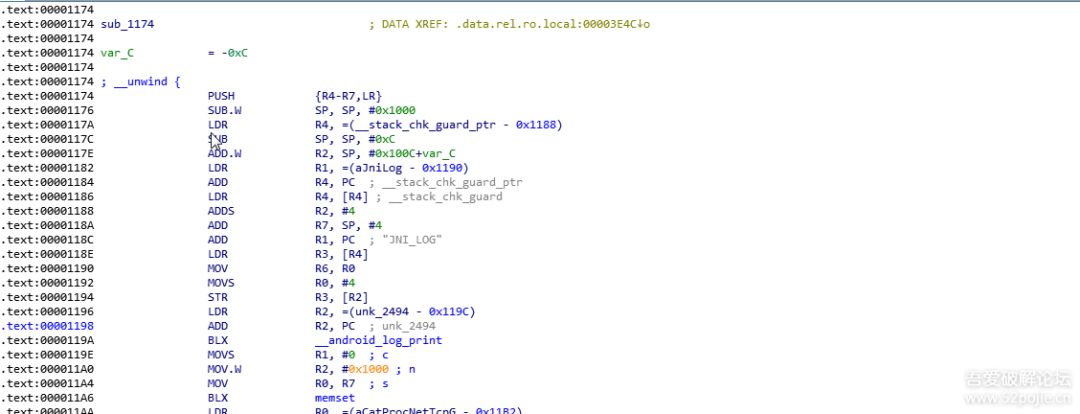 .text:00001174
.text:00001174 sub_1174 ; DATA XREF: .data.rel.ro.local:00003E4C↓o
.text:00001174
.text:00001174 var_C = -0xC
.text:00001174
.text:00001174 ; __unwind {
.text:00001174 PUSH {R4-R7,LR}
.text:00001176 SUB.W SP, SP, #0x1000
.text:0000117A LDR R4, =(__stack_chk_guard_ptr - 0x1188)
.text:0000117C SUB SP, SP, #0xC
.text:0000117E ADD.W R2, SP, #0x100C+var_C
.text:00001182 LDR R1, =(aJniLog - 0x1190)
.text:00001184 ADD R4, PC ; __stack_chk_guard_ptr
.text:00001186 LDR R4, [R4] ; __stack_chk_guard
.text:00001188 ADDS R2, #4
.text:0000118A ADD R7, SP, #4
.text:0000118C ADD R1, PC ; "JNI_LOG"
.text:0000118E LDR R3, [R4]
.text:00001190 MOV R6, R0
.text:00001192 MOVS R0, #4
.text:00001194 STR R3, [R2]
.text:00001196 LDR R2, =(unk_2494 - 0x119C)
.text:00001198 ADD R2, PC ; unk_2494
.text:0000119A BLX __android_log_print
.text:0000119E MOVS R1, #0 ; c
.text:000011A0 MOV.W R2, #0x1000 ; n
.text:000011A4 MOV R0, R7 ; s
.text:000011A6 BLX memset
.text:000011AA LDR R0, =(aCatProcNetTcpG - 0x11B2)
吾爱破解论坛
www.52pojie.cn